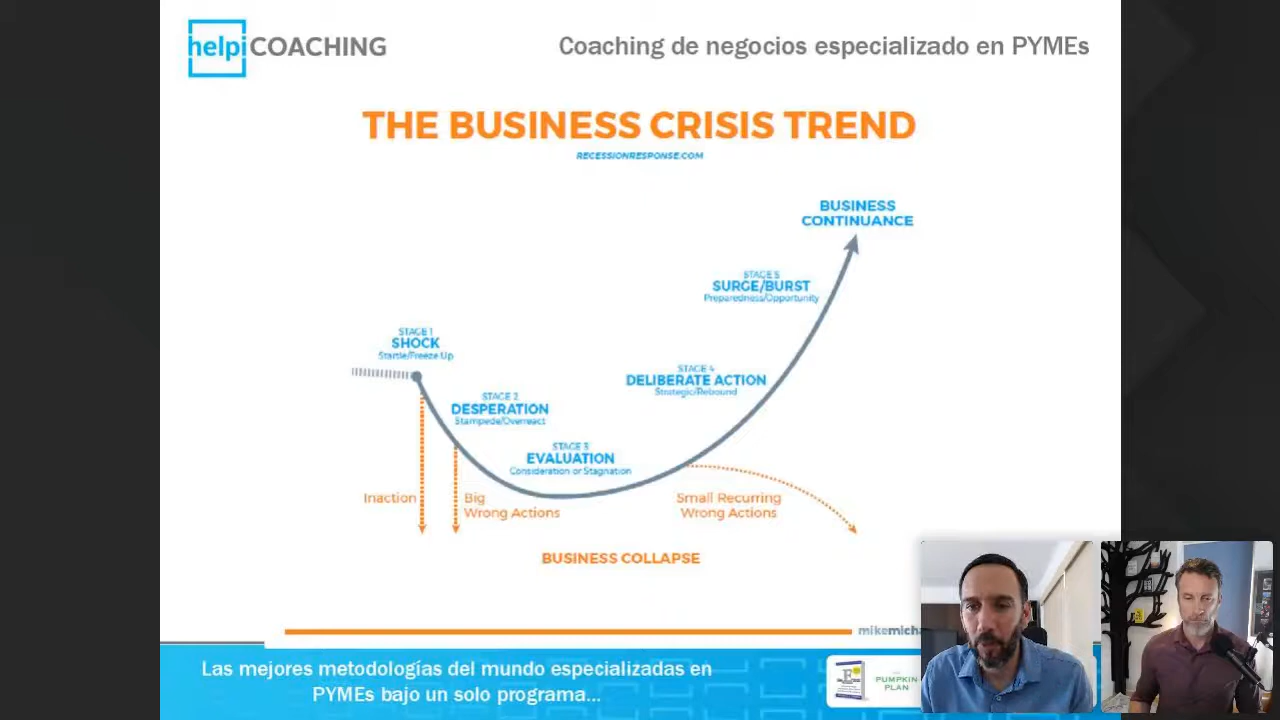 help COACHING
Coaching de negocios especializado en PYMEs
THE BUSINESS CRISIS TREND
RECESSIONRESPONSE.COM
BUSINESS
CONTINUANCE
STAGE 5
SURGE/BURST
Preparedness/Opportunity
STAGE 1
SHOCK
Startle/Freeze Up
STAGE 4
DELIBERATE ACTION
Strategic/Rebound
STAGE 2
DESPERATION
Stampede/Overreact
STAGE 3
EVALUATION
Consideration or Stagnation
Inaction
Big
Wrong Actions
Small Recurring
Wrong Actions
BUSINESS COLLAPSE
mikemicha
Las mejores metodologías del mundo especializadas en
PYMEs bajo un solo programa...
PUMPKIN
PLAN